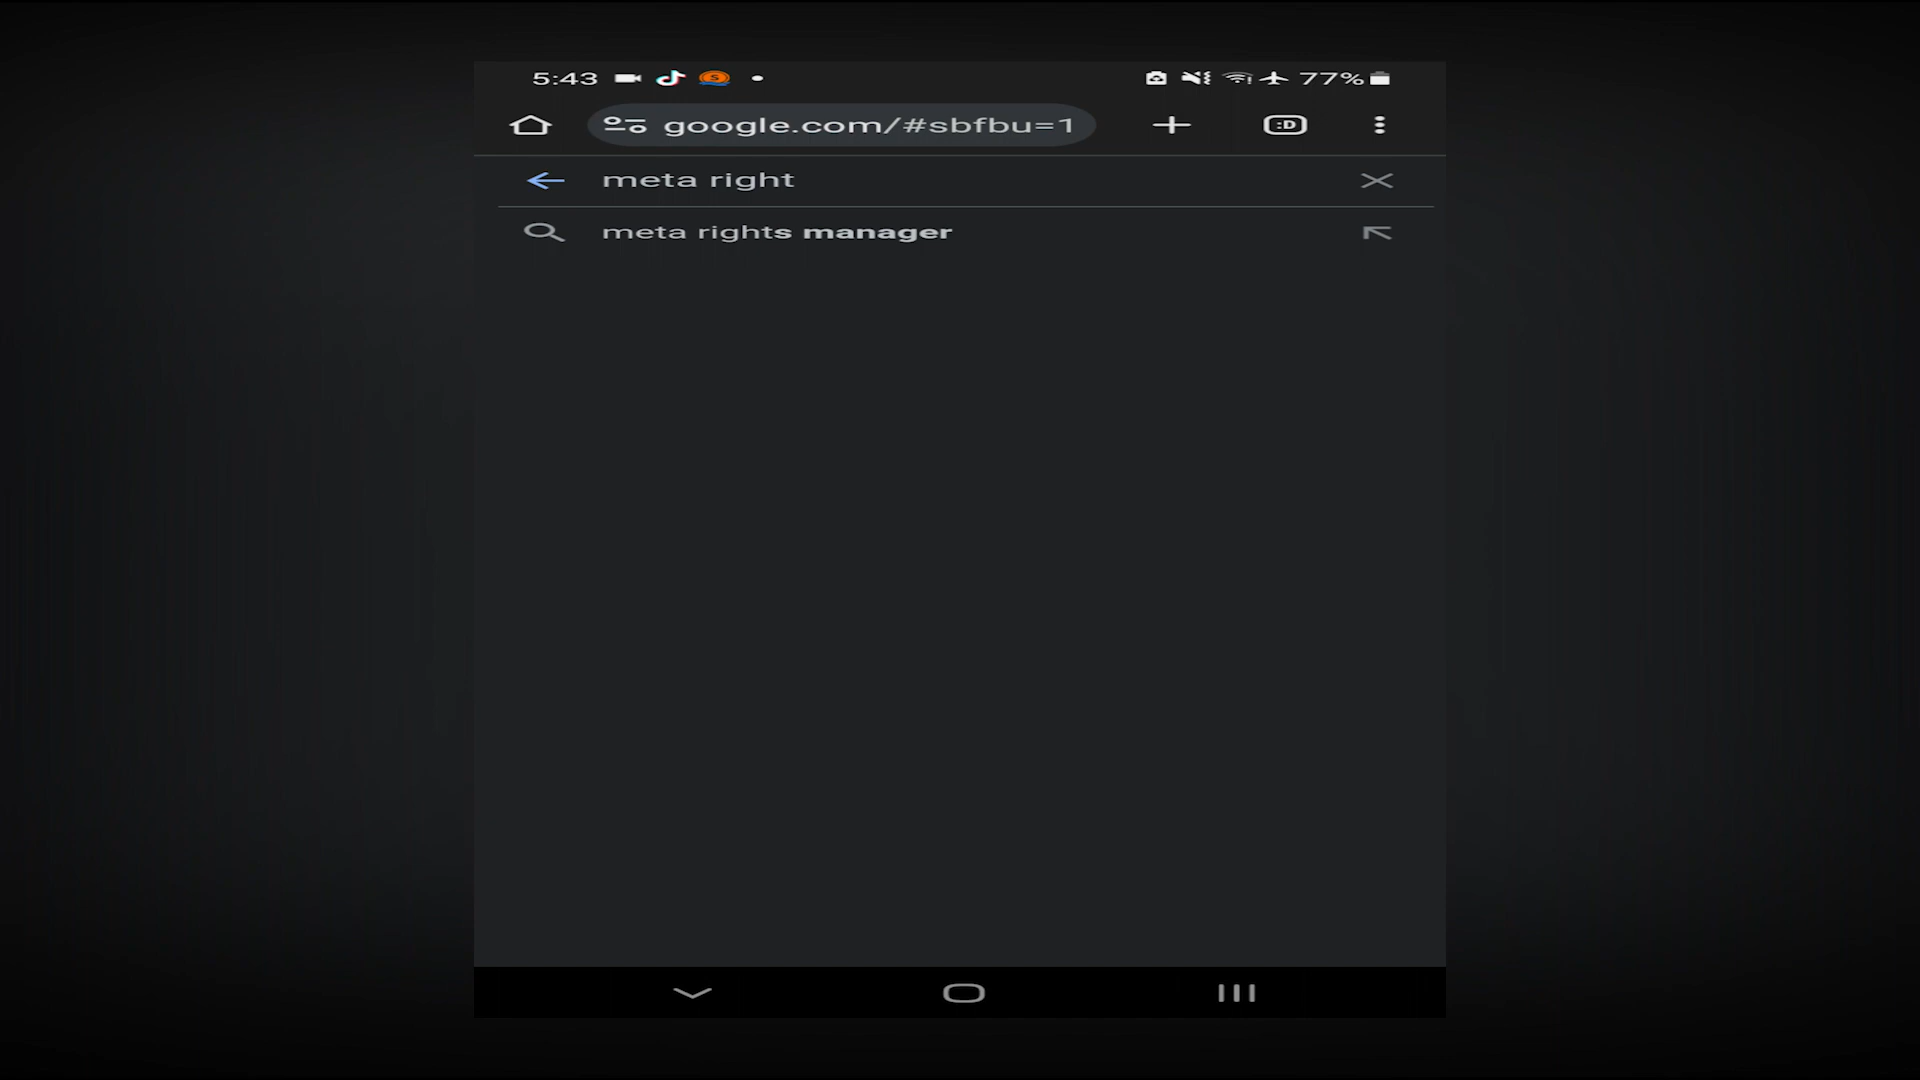 5:43 77%
google.com/#sbfbu=1 :D
meta right
meta rights manager